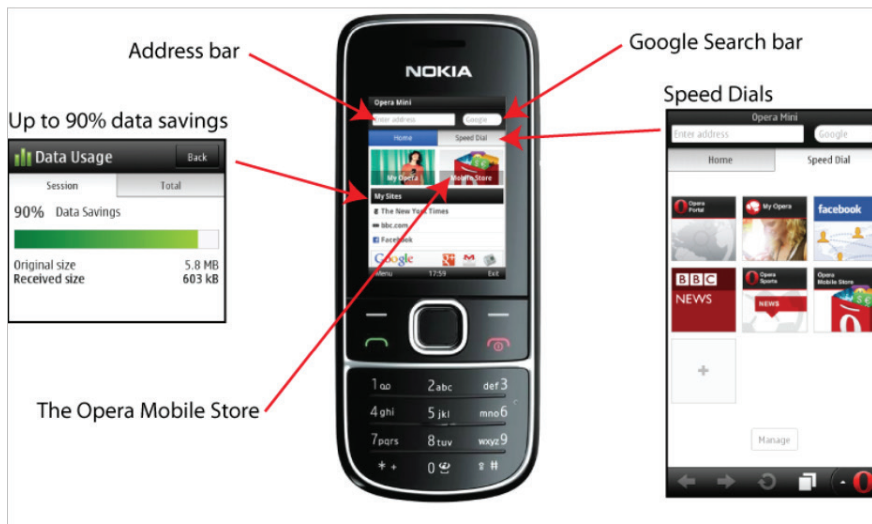 Address bar
Google Search bar
NOKIA
Speed Dials
Up to 90% data savings
Opera Mini
Enter address
Google
Home
Speed Dial
My Opera
Mobile Store
My Sites
The New York Times
bbc.com
Facebook
Google
Menu 17:59 Exit
Data Usage
Back
Session
Total
90% Data Savings
Original size 5.8 MB
Received size 603 kB
Opera Mini
Enter address
Google
Home
Speed Dial
Opera Portal
My Opera
facebook
BBC NEWS
Opera Sports
NEWS
Opera Mobile Store
Manage
The Opera Mobile Store
1
2abc
def3
4ghi
5jkl
mno6
7pqrs
8tuv
wxyz9
* +
0
#